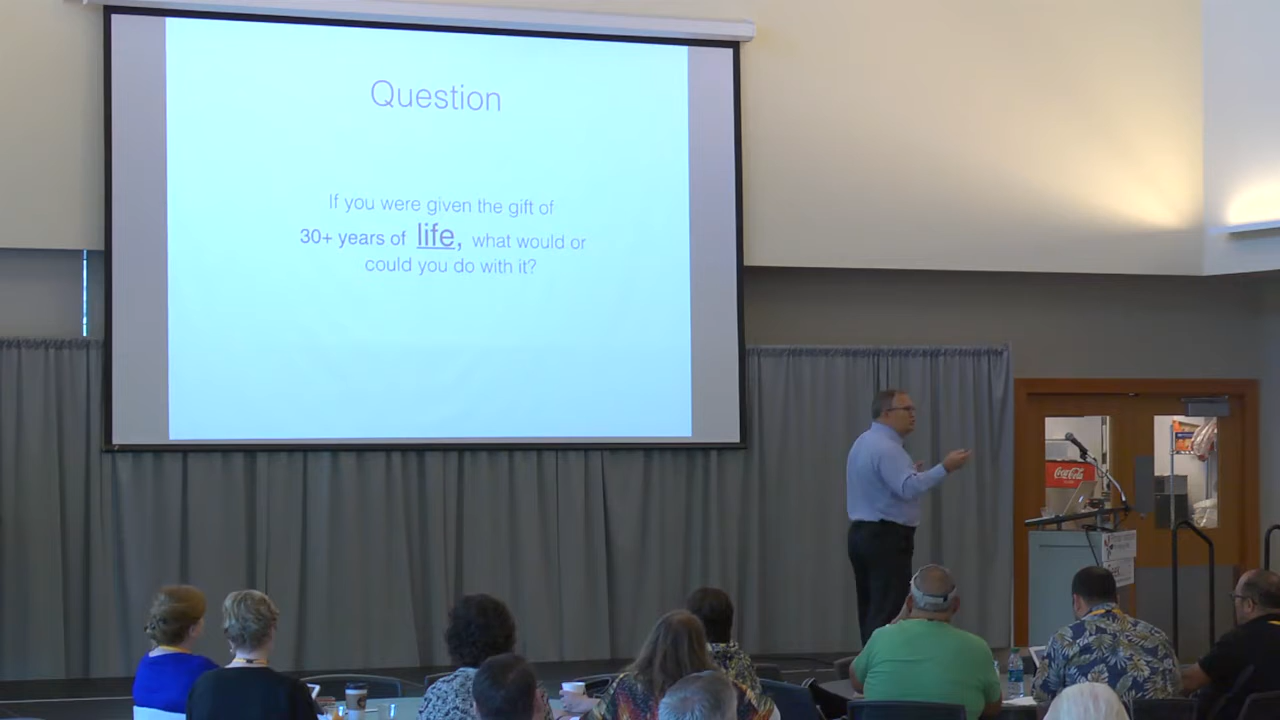 Question
If you were given the gift of
30+ years of life, what would or
could you do with it?
Coca-Cola